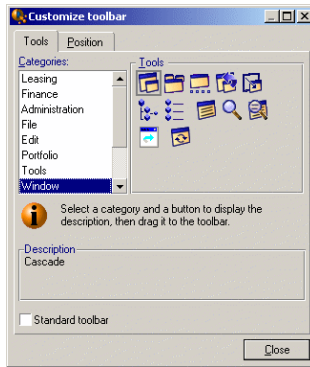 Customize toolbar
Tools Position
Categories: Tools
Leasing
Finance
Administration
File
Edit
Portfolio
Tools
Window
Select a category and a button to display the
description, then drag it to the toolbar.
Description
Cascade
Standard toolbar
Close